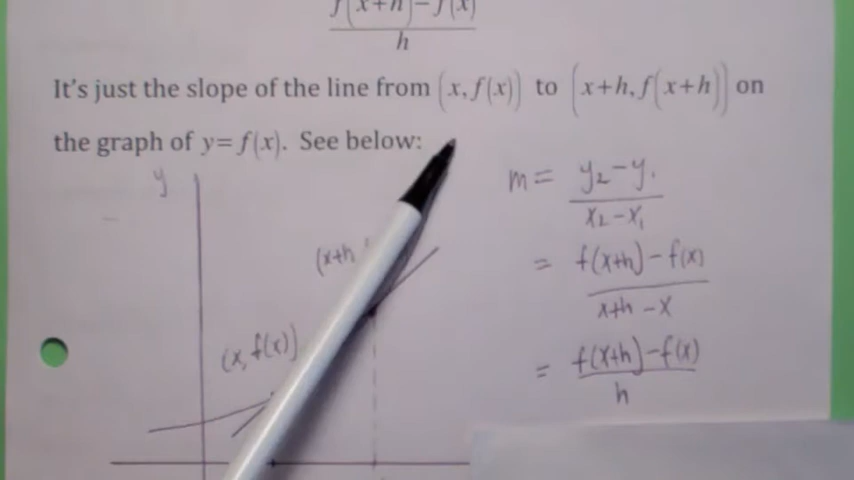 f(x+h)−f(x)
h
It's just the slope of the line from (x,f(x)) to (x+h,f(x+h)) on
the graph of y=f(x). See below:
y
m = y₂−y₁
x₂−x₁
(x+h
= f(x+h)−f(x)
x+h−x
(x, f(x))
= f(x+h)−f(x)
h